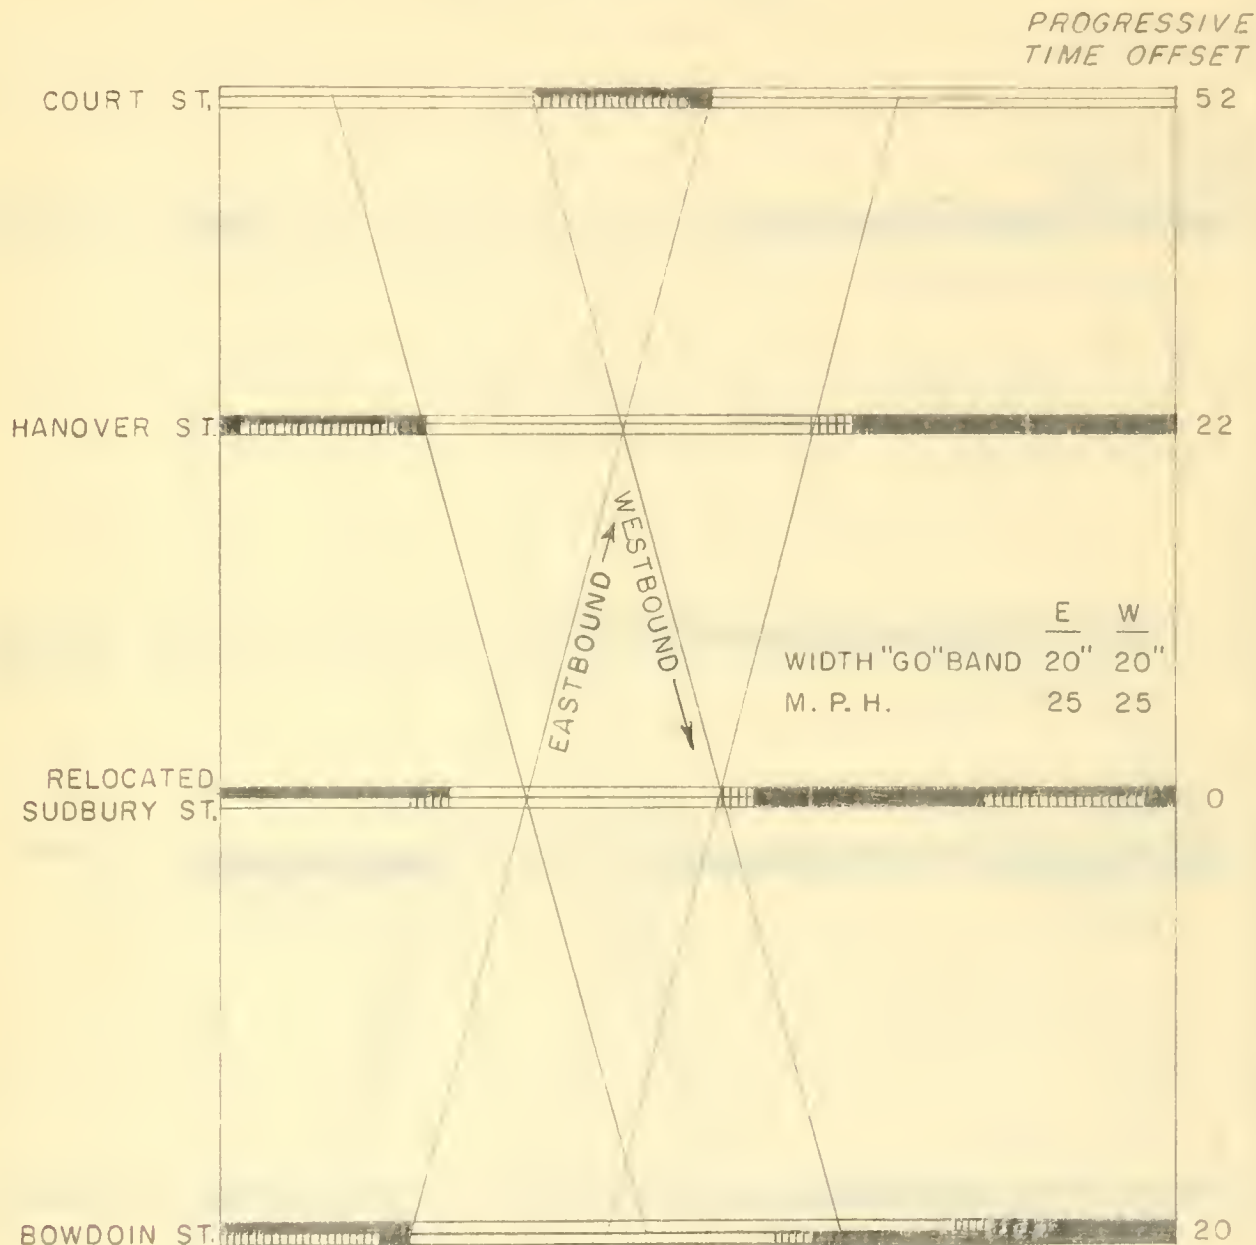 PROGRESSIVE
TIME OFFSET
COURT ST. 52
HANOVER ST. 22
EASTBOUND
WESTBOUND
E W
WIDTH "GO" BAND 20" 20"
M. P. H. 25 25
RELOCATED
SUDBURY ST. 0
BOWDOIN ST. 20